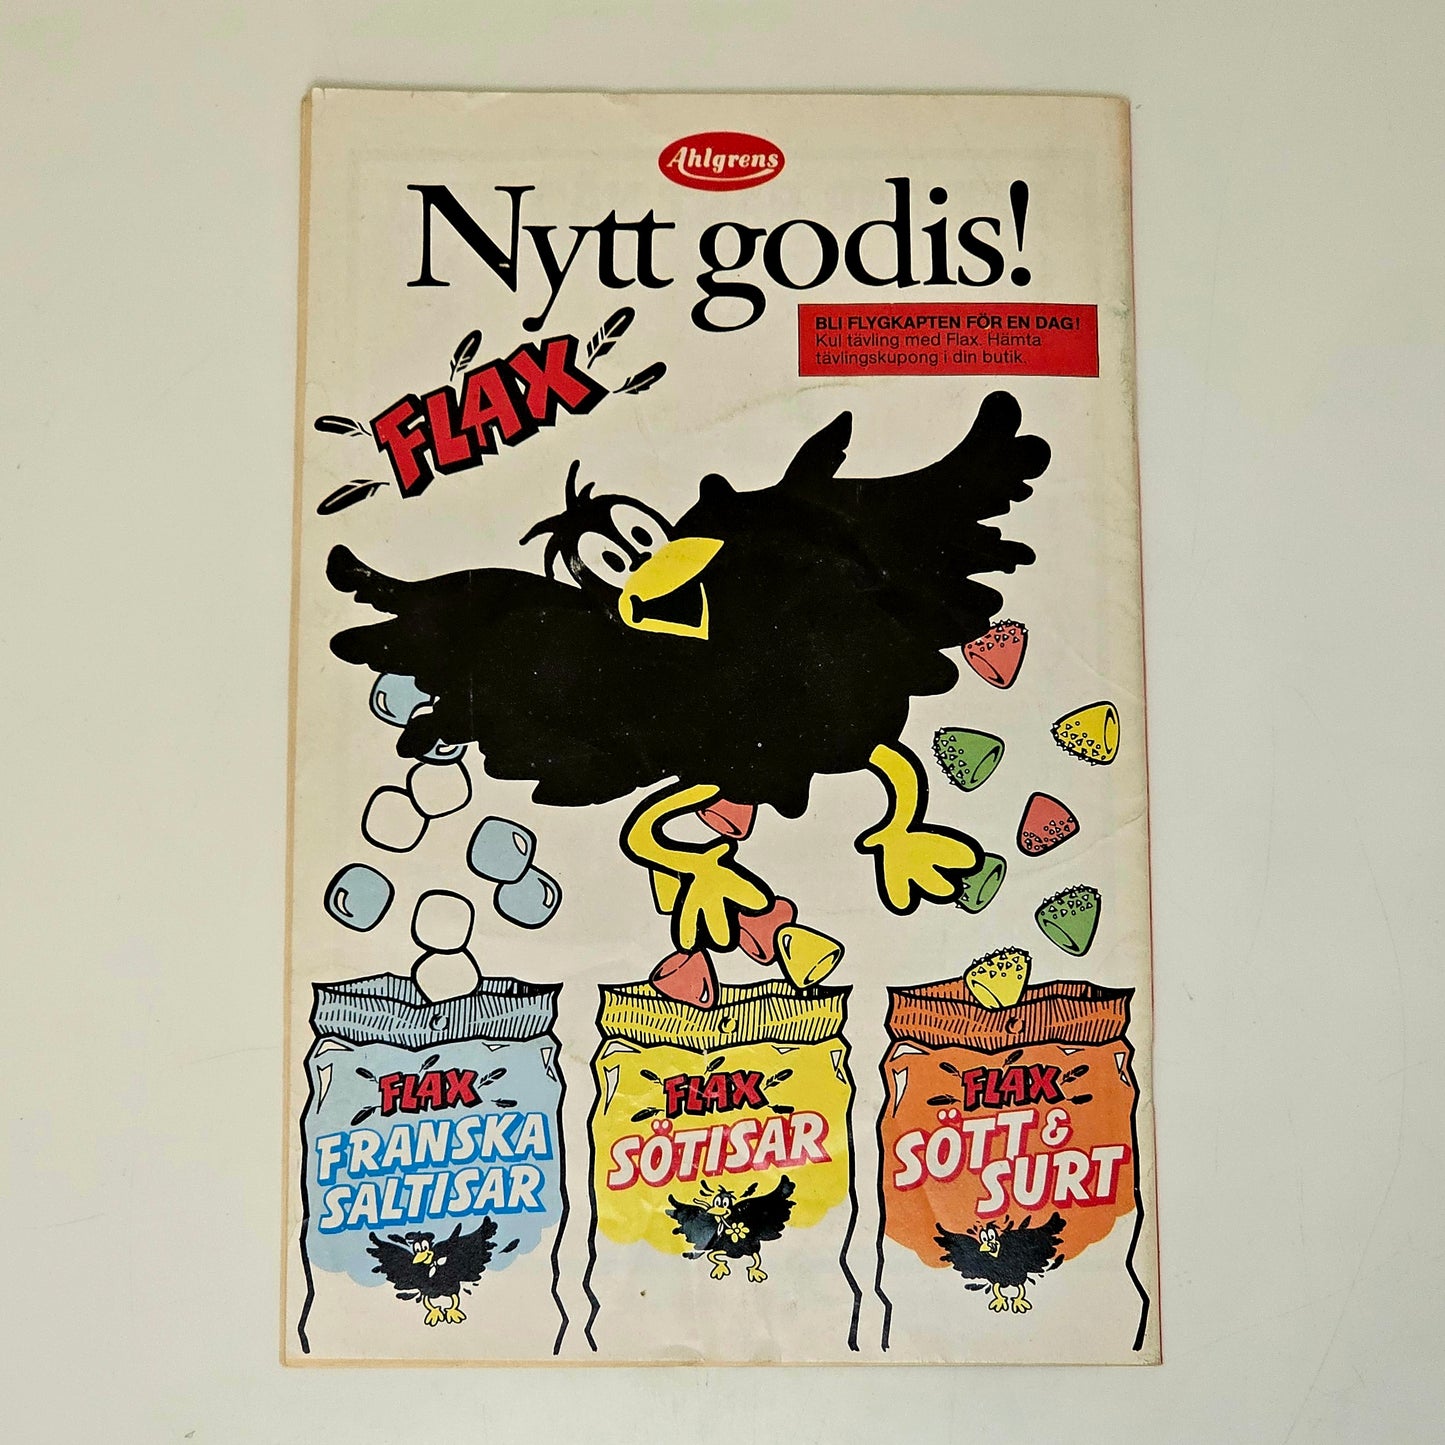 Ahlgrens
Nytt godis!
BLI FLYGKAPTEN FÖR EN DAG!
Kul tävling med Flax. Hämta
tävlingskupong i din butik.
FLAX
FLAX
FRANSKA
SALTISAR
FLAX
SÖTISAR
FLAX
SÖTT &
SURT